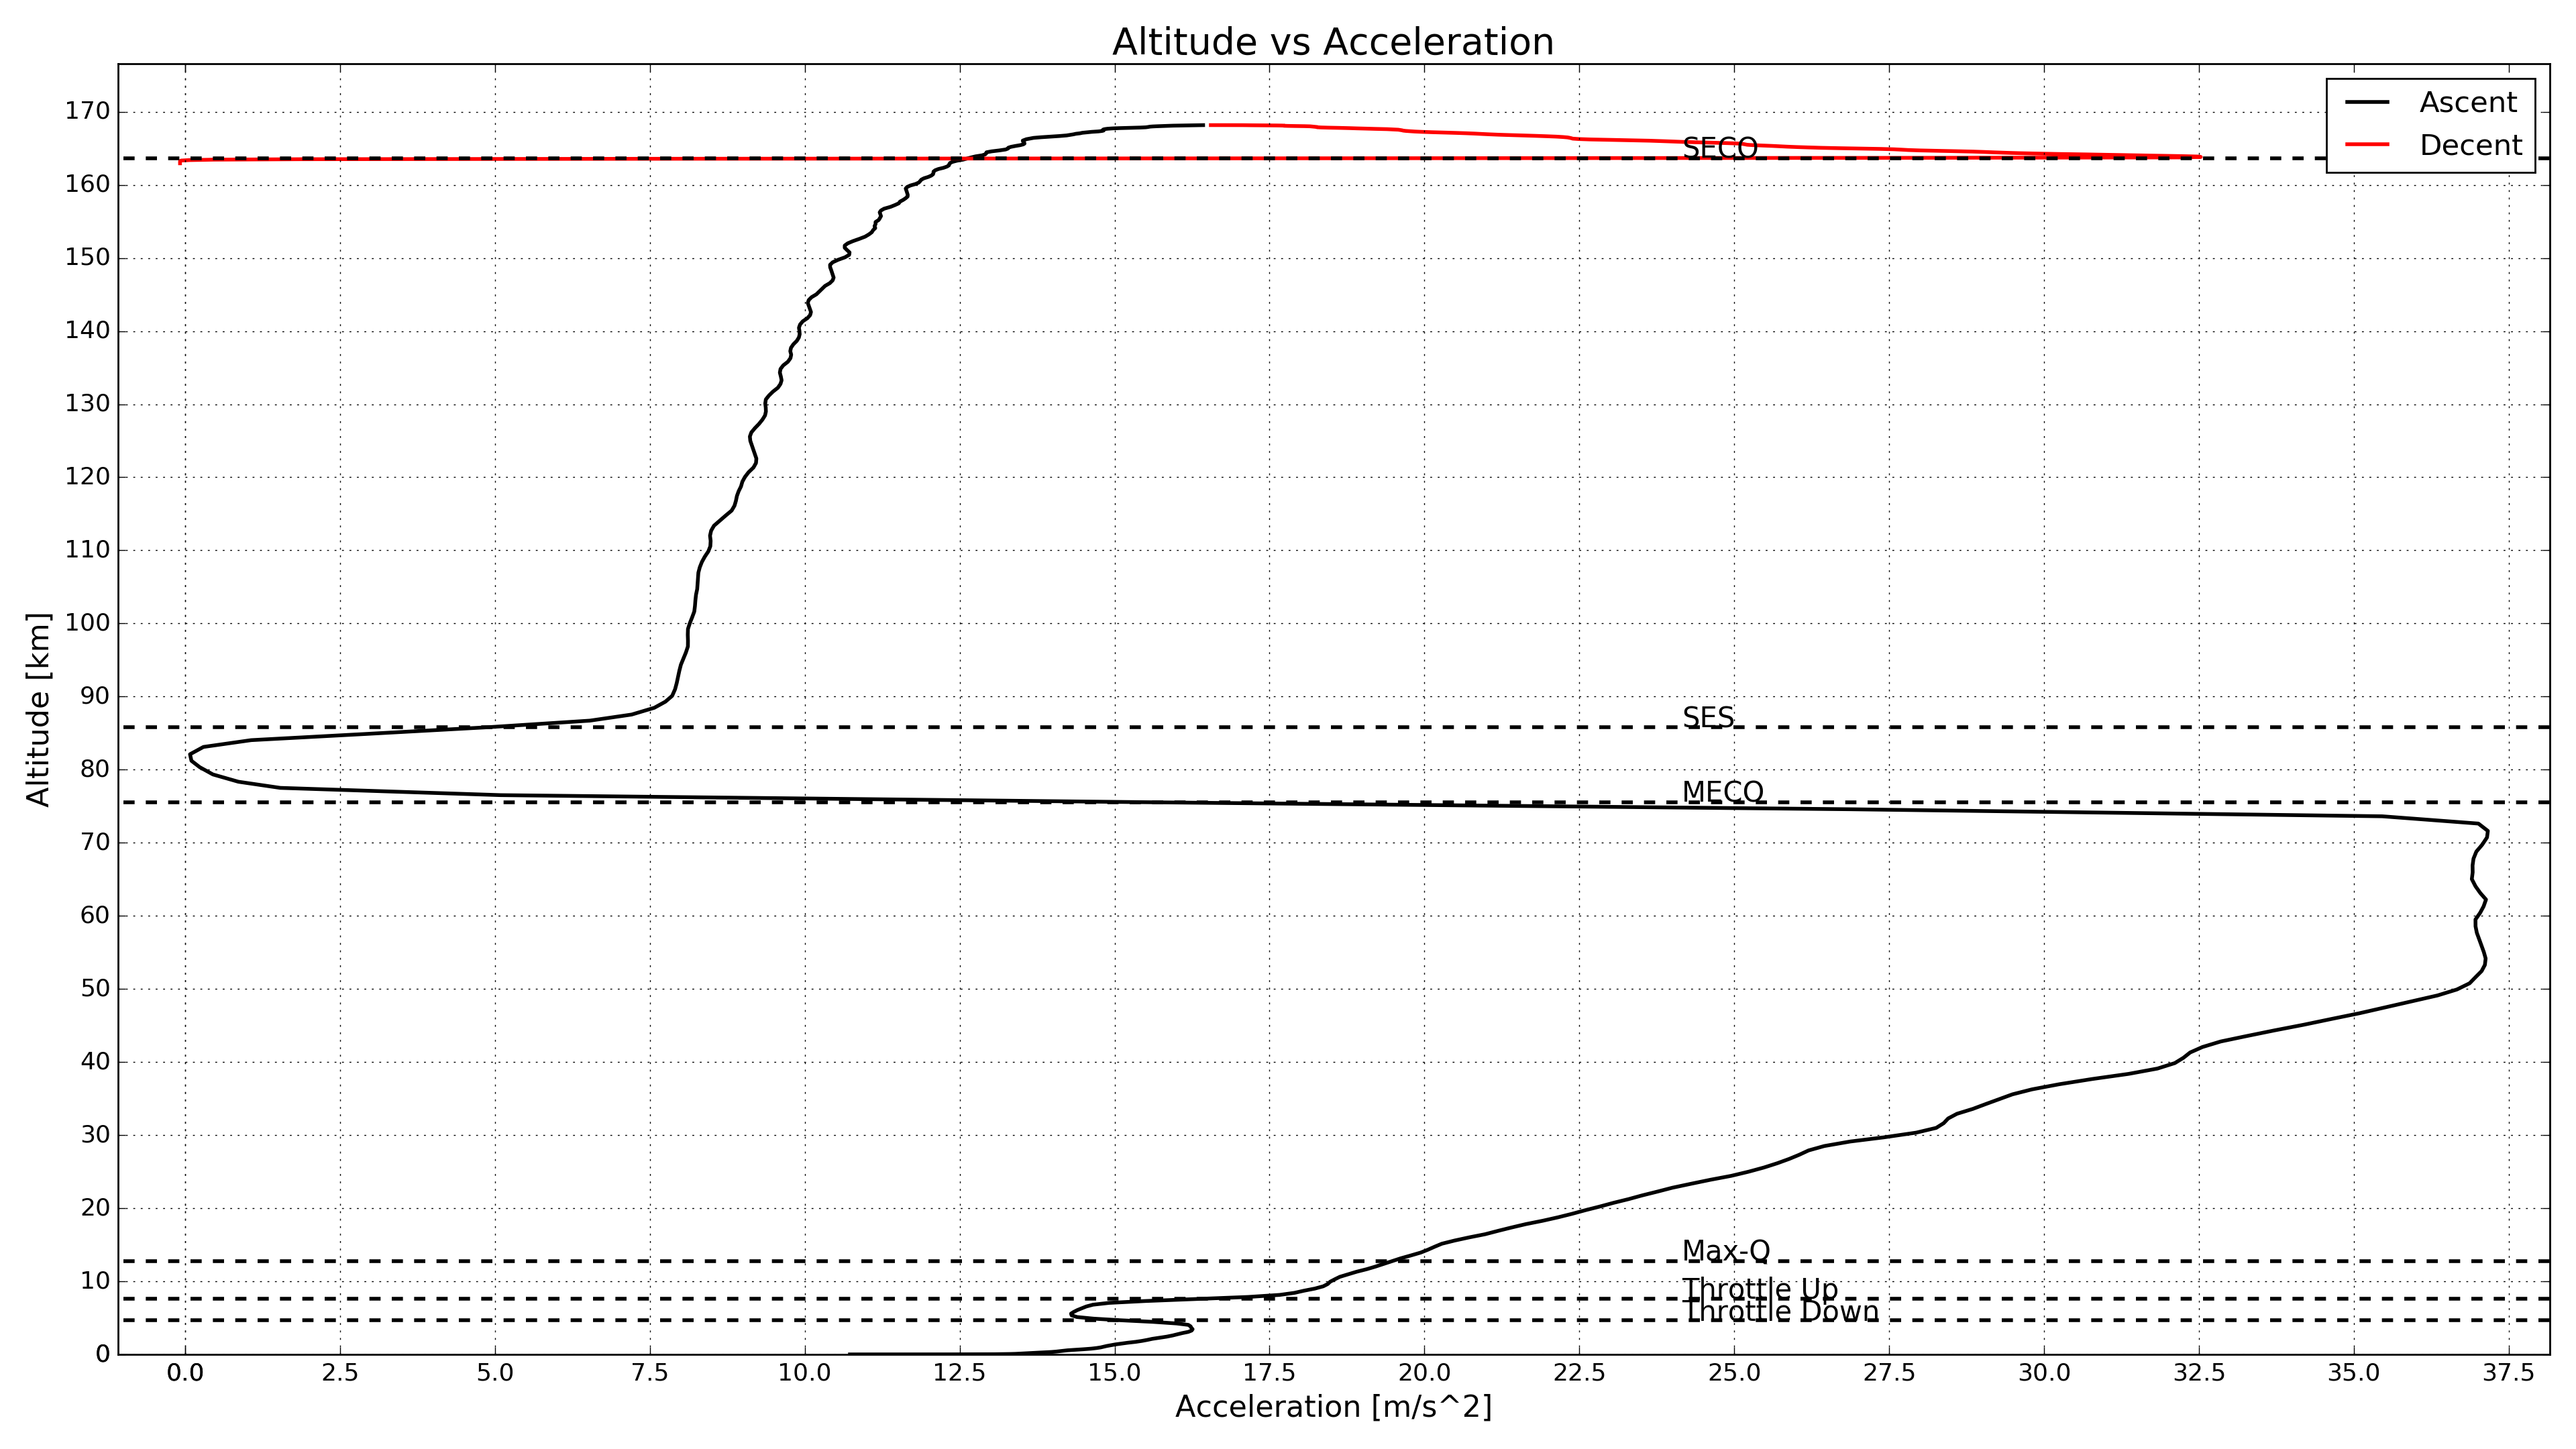 Altitude vs Acceleration
Ascent
Decent
Altitude [km]
170
160
150
140
130
120
110
100
90
80
70
60
50
40
30
20
10
0
SECO
SES
MECO
Max-Q
Throttle Up
Throttle Down
0.0 2.5 5.0 7.5 10.0 12.5 15.0 17.5 20.0 22.5 25.0 27.5 30.0 32.5 35.0 37.5
Acceleration [m/s^2]